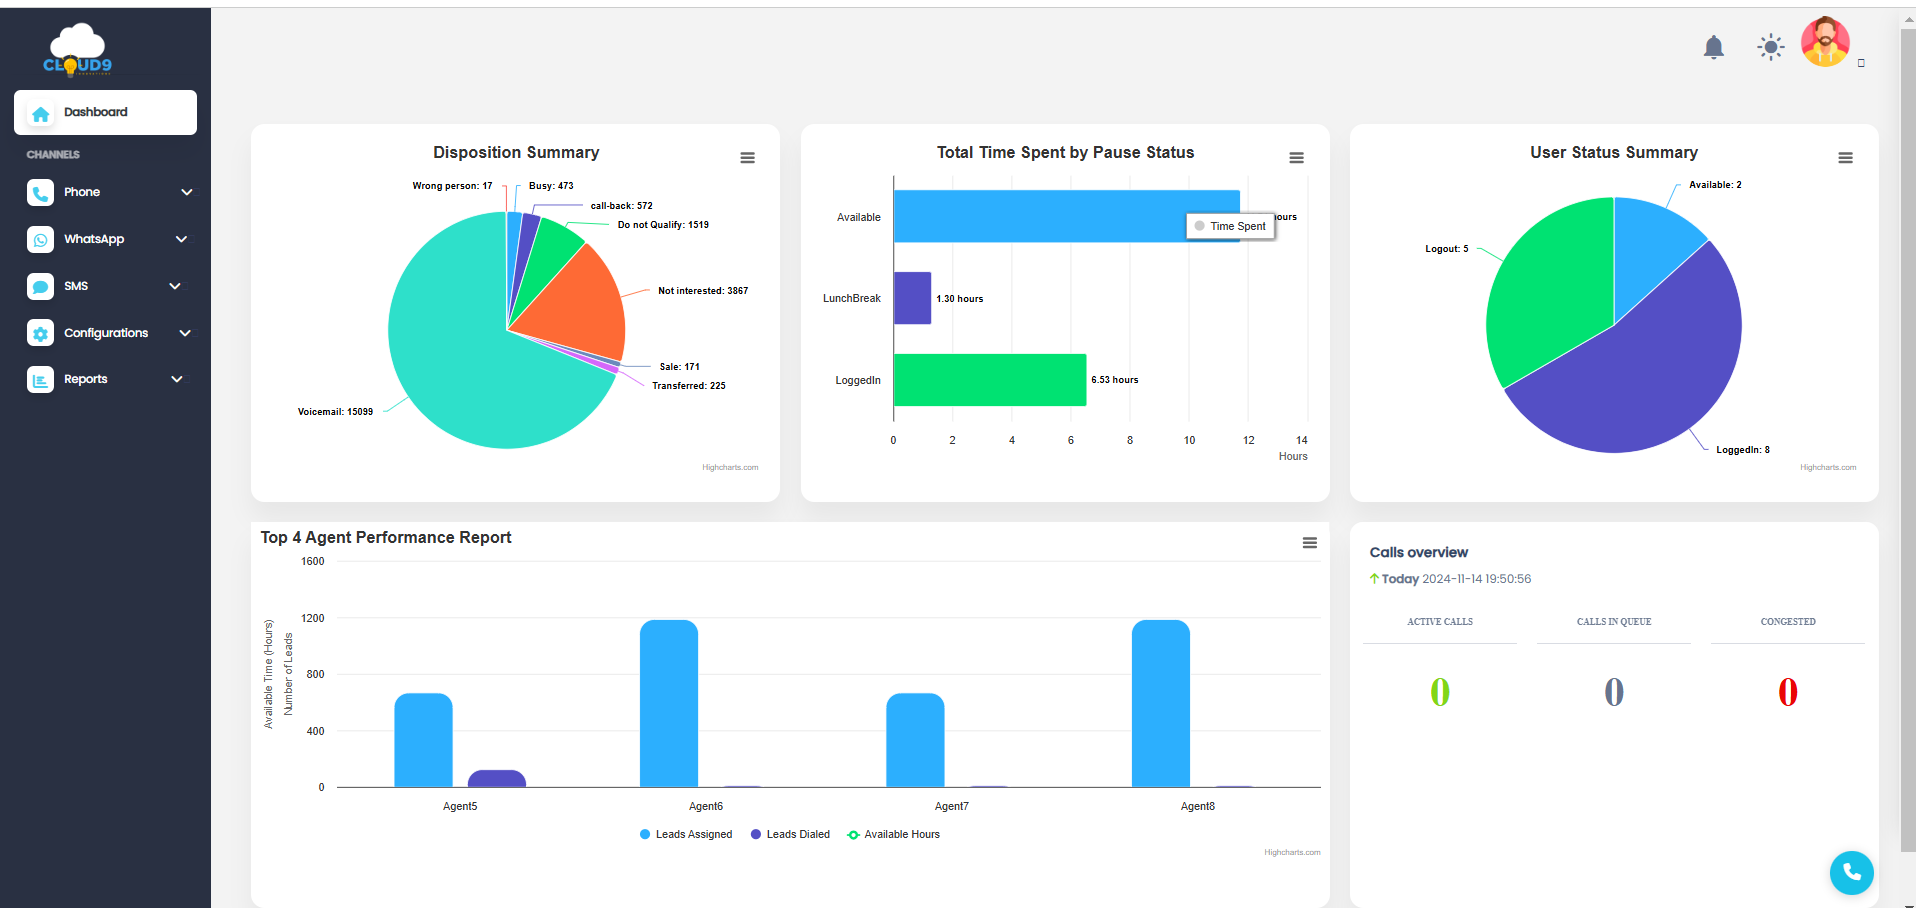 CLOUD9
Dashboard
CHANNELS
Phone
WhatsApp
SMS
Configurations
Reports
Disposition Summary
Wrong person: 17
Busy: 473
call-back: 572
Do not Qualify: 1519
Not interested: 3867
Sale: 171
Transferred: 225
Voicemail: 15099
Highcharts.com
Total Time Spent by Pause Status
Available
hours
Time Spent
LunchBreak
1.30 hours
LoggedIn
6.53 hours
0 2 4 6 8 10 12 14
Hours
User Status Summary
Available: 2
Logout: 5
LoggedIn: 8
Highcharts.com
Top 4 Agent Performance Report
Available Time (Hours)
Number of Leads
1600
1200
800
400
0
Agent5 Agent6 Agent7 Agent8
Leads Assigned Leads Dialed Available Hours
Highcharts.com
Calls overview
Today 2024-11-14 19:50:56
ACTIVE CALLS CALLS IN QUEUE CONGESTED
0 0 0